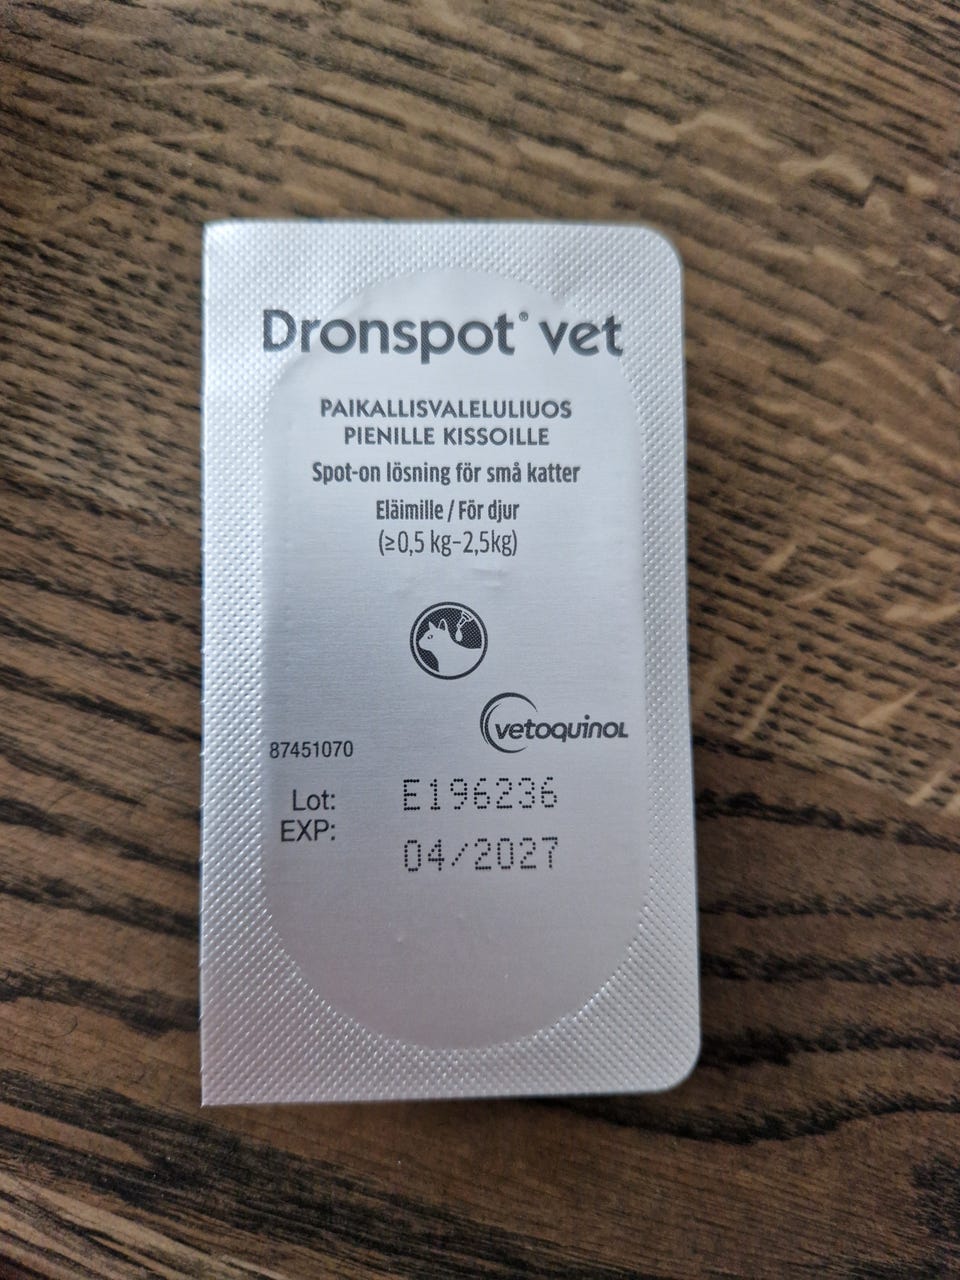 Dronspot® vet
PAIKALLISVALELULIUOS
PIENILLE KISSOILLE
Spot-on lösning för små katter
Eläimille / För djur
(≥0,5 kg–2,5kg)
vetoquinol
87451070
Lot: E196236
EXP: 04/2027